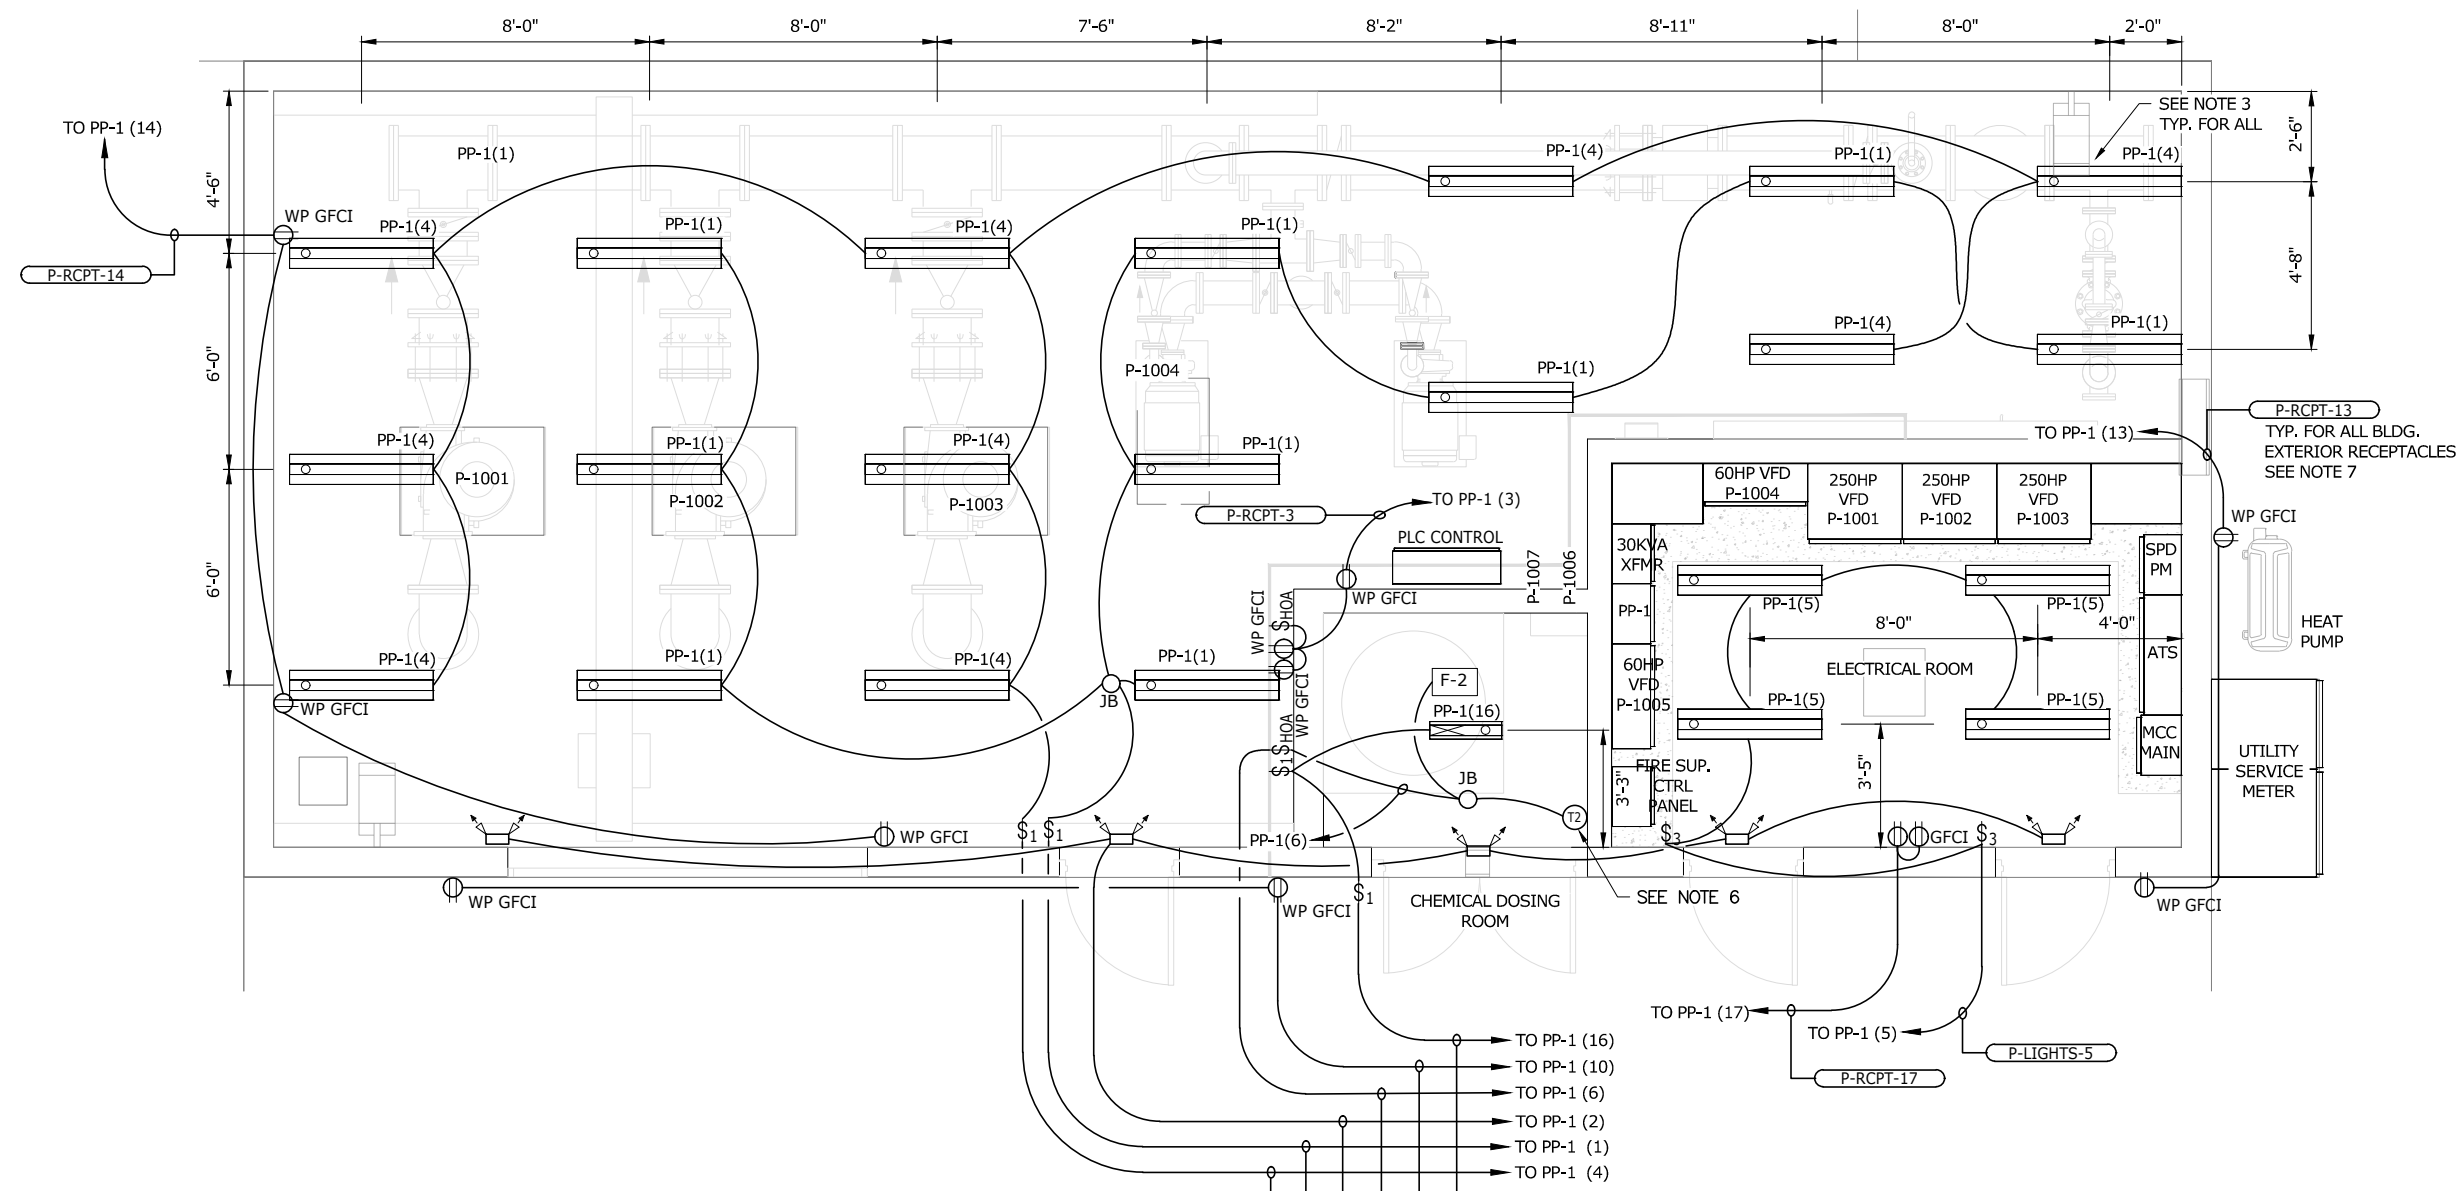 8'-0"
8'-0"
7'-6"
8'-2"
8'-11"
8'-0"
2'-0"
SEE NOTE 3
TYP. FOR ALL
2'-6"
TO PP-1 (14)
PP-1(1)
PP-1(4)
PP-1(1)
PP-1(4)
4'-6"
WP GFCI
PP-1(4)
PP-1(1)
PP-1(4)
PP-1(1)
P-RCPT-14
4'-8"
PP-1(4)
PP-1(1)
6'-0"
P-1004
PP-1(1)
P-RCPT-13
TYP. FOR ALL BLDG.
EXTERIOR RECEPTACLES
SEE NOTE 7
TO PP-1 (13)
PP-1(4)
PP-1(1)
PP-1(4)
PP-1(1)
P-1001
P-1002
P-1003
60HP VFD
P-1004
250HP
VFD
P-1001
250HP
VFD
P-1002
250HP
VFD
P-1003
TO PP-1 (3)
P-RCPT-3
WP GFCI
PLC CONTROL
P-1007
P-1006
30KVA
XFMR
SPD
PM
6'-0"
WP GFCI
WP GFCI
SHOA
PP-1
PP-1(5)
PP-1(5)
8'-0"
4'-0"
HEAT
PUMP
PP-1(4)
PP-1(1)
PP-1(4)
PP-1(1)
60HP
VFD
P-1005
ELECTRICAL ROOM
ATS
F-2
WP GFCI
JB
WP GFCI
PP-1(16)
PP-1(5)
PP-1(5)
S1SHOA
MCC
MAIN
UTILITY
SERVICE
METER
FIRE SUP.
CTRL
PANEL
3'-3"
3'-5"
JB
T2
WP GFCI
S1
S1
PP-1(6)
S3
GFCI
S3
WP GFCI
WP GFCI
S1
CHEMICAL DOSING
ROOM
SEE NOTE 6
WP GFCI
TO PP-1 (17)
TO PP-1 (5)
P-LIGHTS-5
P-RCPT-17
TO PP-1 (16)
TO PP-1 (10)
TO PP-1 (6)
TO PP-1 (2)
TO PP-1 (1)
TO PP-1 (4)